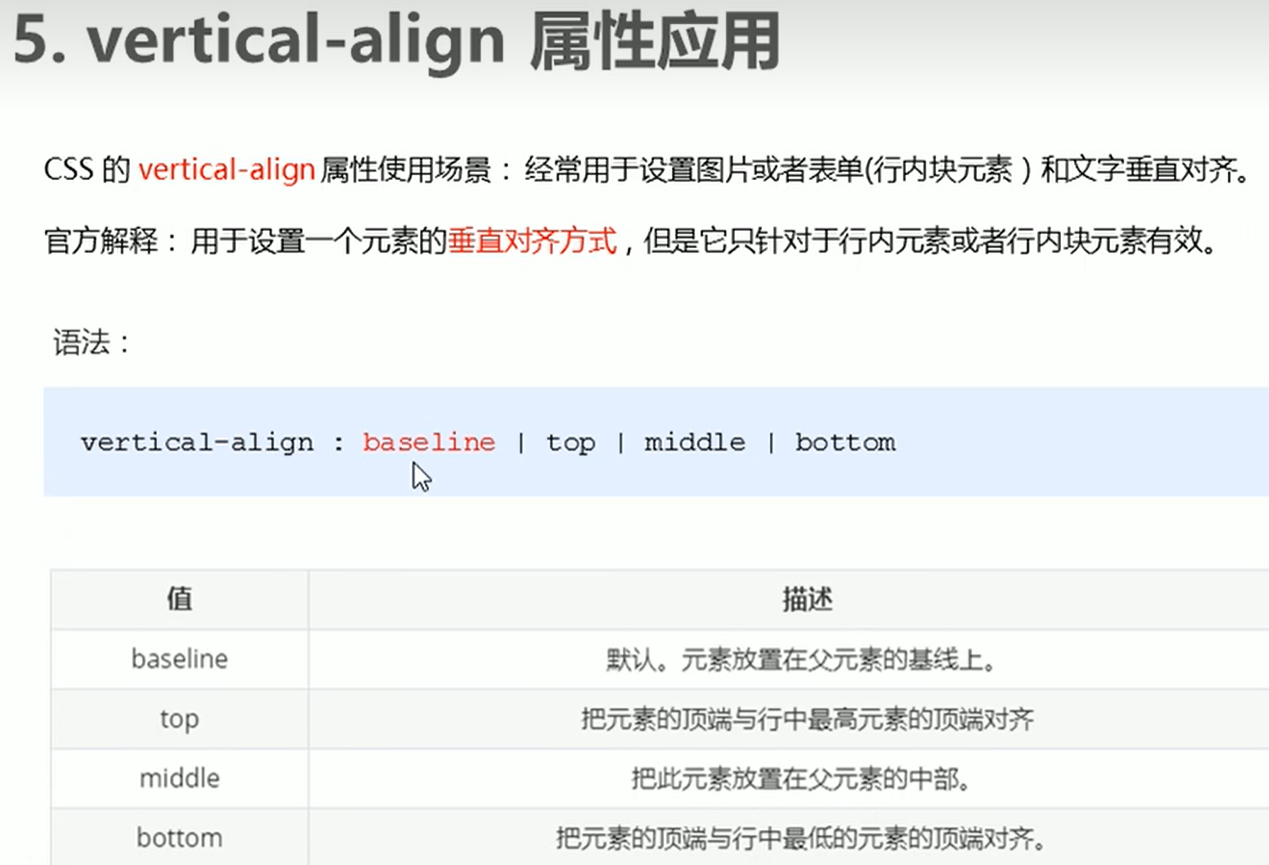 5. vertical-align 属性应用
CSS 的 vertical-align 属性使用场景： 经常用于设置图片或者表单(行内块元素）和文字垂直对齐。
官方解释： 用于设置一个元素的垂直对齐方式，但是它只针对于行内元素或者行内块元素有效。
语法：
vertical-align : baseline | top | middle | bottom
值 描述
baseline 默认。元素放置在父元素的基线上。
top 把元素的顶端与行中最高元素的顶端对齐
middle 把此元素放置在父元素的中部。
bottom 把元素的顶端与行中最低的元素的顶端对齐。